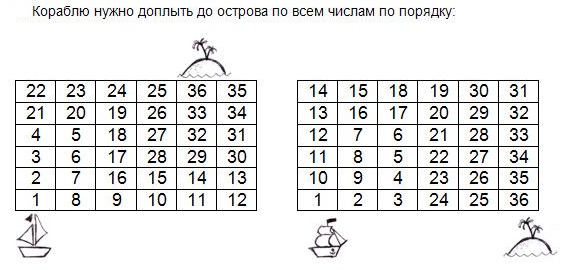 Кораблю нужно доплыть до острова по всем числам по порядку:
22 23 24 25 36 35
21 20 19 26 33 34
4 5 18 27 32 31
3 6 17 28 29 30
2 7 16 15 14 13
1 8 9 10 11 12
14 15 18 19 30 31
13 16 17 20 29 32
12 7 6 21 28 33
11 8 5 22 27 34
10 9 4 23 26 35
1 2 3 24 25 36